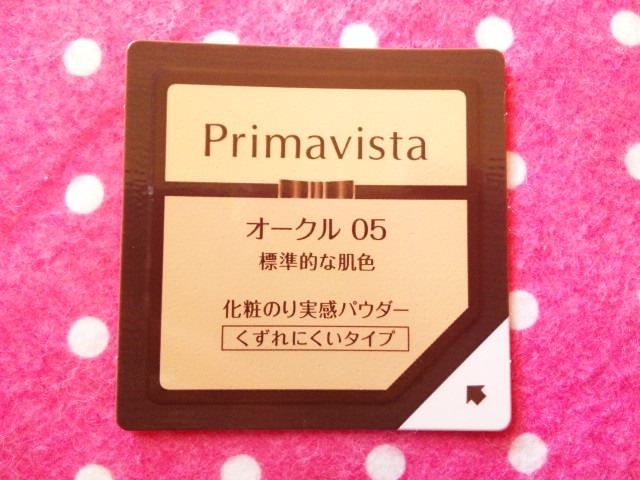 Primavista
オークル 05
標準的な肌色
化粧のり実感パウダー
くずれにくいタイプ